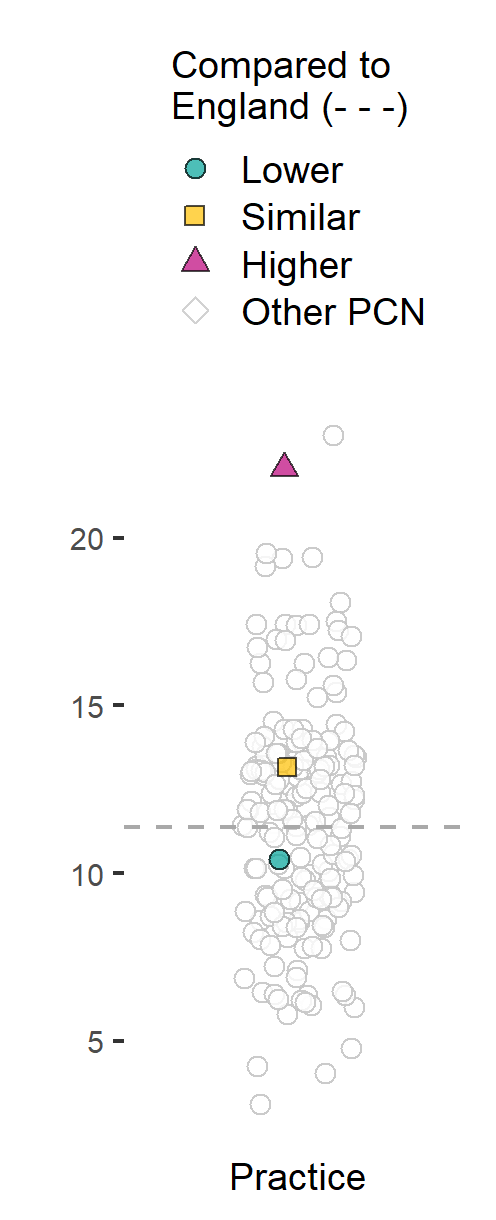 Compared to
England (- - -)
Lower
Similar
Higher
Other PCN
20
15
10
5
Practice